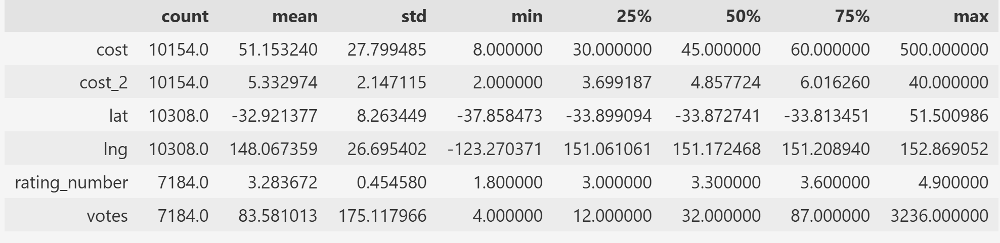 count mean std min 25% 50% 75% max
cost 10154.0 51.153240 27.799485 8.000000 30.000000 45.000000 60.000000 500.000000
cost_2 10154.0 5.332974 2.147115 2.000000 3.699187 4.857724 6.016260 40.000000
lat 10308.0 -32.921377 8.263449 -37.858473 -33.899094 -33.872741 -33.813451 51.500986
lng 10308.0 148.067359 26.695402 -123.270371 151.061061 151.172468 151.208940 152.869052
rating_number 7184.0 3.283672 0.454580 1.800000 3.000000 3.300000 3.600000 4.900000
votes 7184.0 83.581013 175.117966 4.000000 12.000000 32.000000 87.000000 3236.000000